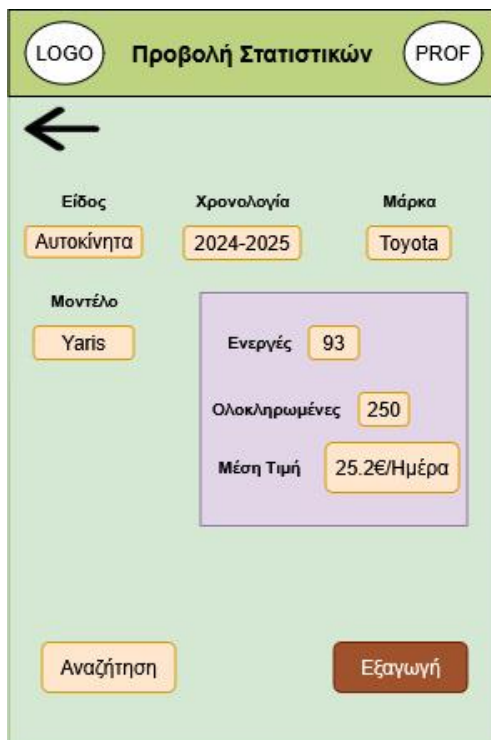 LOGO Προβολή Στατιστικών PROF
Είδος Χρονολογία Μάρκα
Αυτοκίνητα 2024-2025 Toyota
Μοντέλο
Yaris
Ενεργές 93
Ολοκληρωμένες 250
Μέση Τιμή 25.2€/Ημέρα
Αναζήτηση Εξαγωγή